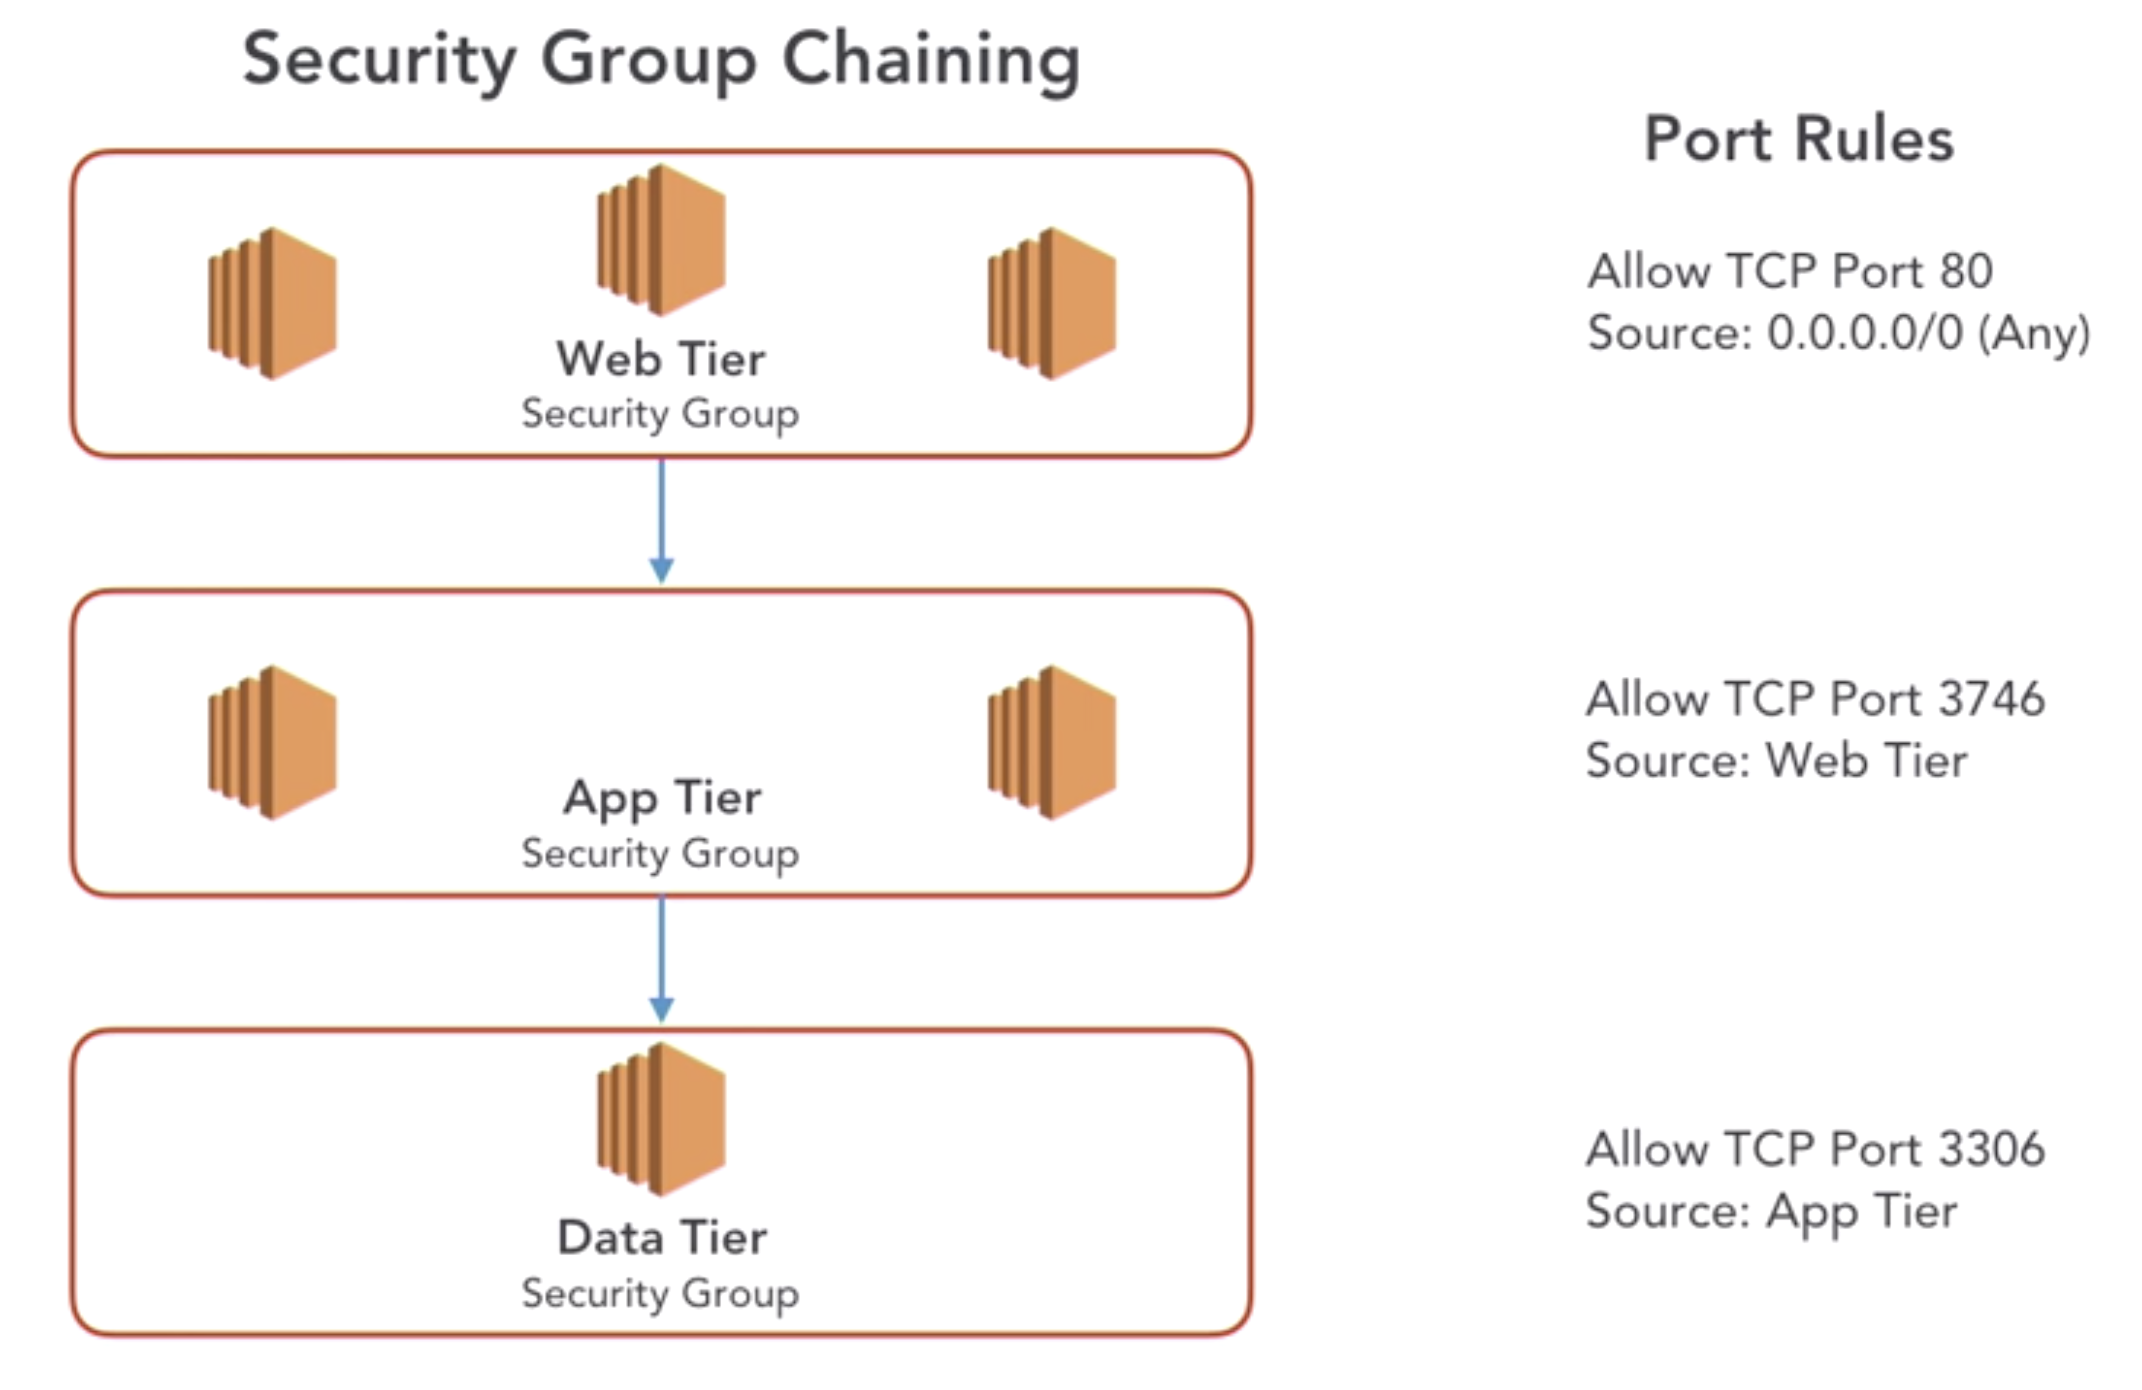 Security Group Chaining
Port Rules
Web Tier
Security Group
Allow TCP Port 80
Source: 0.0.0.0/0 (Any)
App Tier
Security Group
Allow TCP Port 3746
Source: Web Tier
Data Tier
Security Group
Allow TCP Port 3306
Source: App Tier